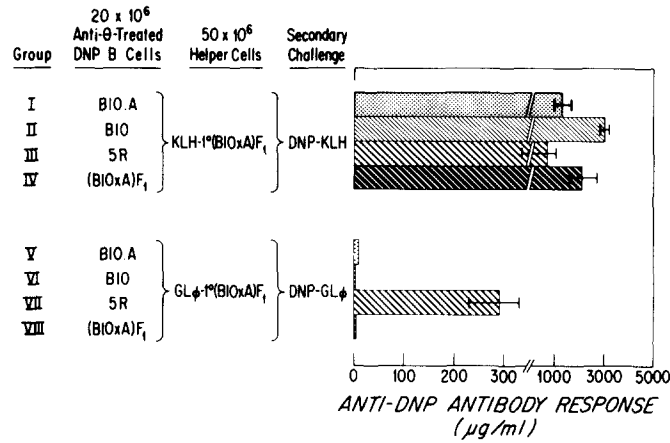 20 x 10⁶
Anti-θ-Treated
DNP B Cells
50 x 10⁶
Helper Cells
Secondary
Challenge
Group
I B10.A
II B10
III 5R
IV (B10xA)F₁
KLH-1°(B10xA)F₁
DNP-KLH
V B10.A
VI B10
VII 5R
VIII (B10xA)F₁
GLϕ-1°(B10xA)F₁
DNP-GLϕ
0 100 200 300 1000 3000 5000
ANTI-DNP ANTIBODY RESPONSE
(μg/ml)